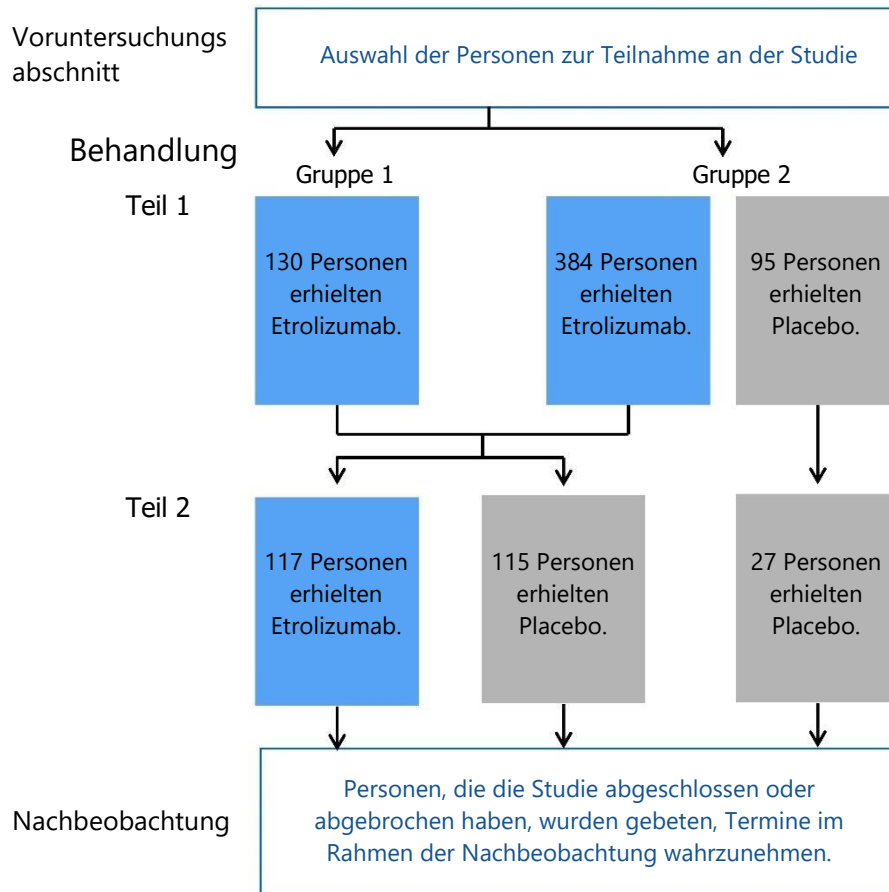 Voruntersuchungs
abschnitt
Auswahl der Personen zur Teilnahme an der Studie
Behandlung
Gruppe 1
Gruppe 2
Teil 1
130 Personen
erhielten
Etrolizumab.
384 Personen
erhielten
Etrolizumab.
95 Personen
erhielten
Placebo.
Teil 2
117 Personen
erhielten
Etrolizumab.
115 Personen
erhielten
Placebo.
27 Personen
erhielten
Placebo.
Nachbeobachtung
Personen, die die Studie abgeschlossen oder
abgebrochen haben, wurden gebeten, Termine im
Rahmen der Nachbeobachtung wahrzunehmen.